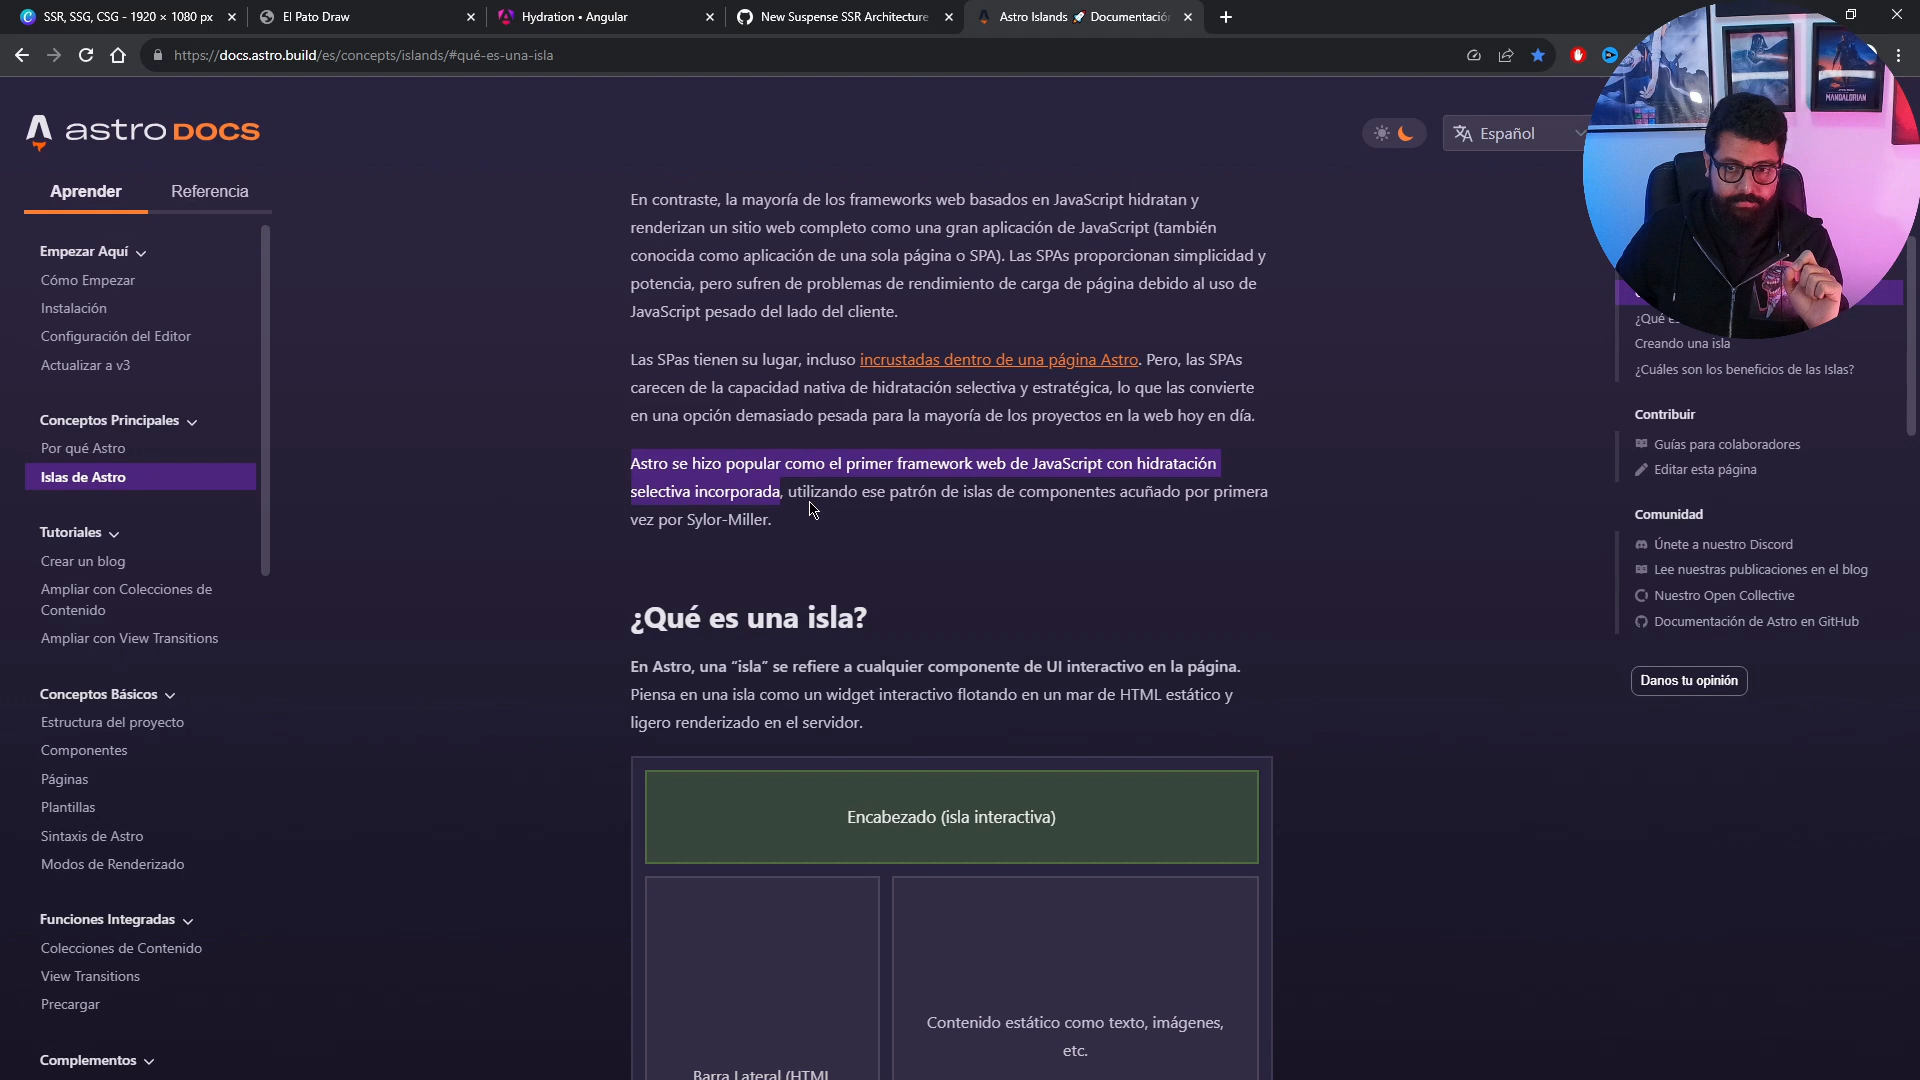 SSR, SSG, CSG - 1920 × 1080 px
El Pato Draw
Hydration • Angular
New Suspense SSR Architecture
Astro Islands 🚀 Documentació
https://docs.astro.build/es/concepts/islands/#qué-es-una-isla
astro DOCS
Español
Aprender
Referencia
Empezar Aquí
Cómo Empezar
Instalación
Configuración del Editor
Actualizar a v3
Conceptos Principales
Por qué Astro
Islas de Astro
Tutoriales
Crear un blog
Ampliar con Colecciones de
Contenido
Ampliar con View Transitions
Conceptos Básicos
Estructura del proyecto
Componentes
Páginas
Plantillas
Sintaxis de Astro
Modos de Renderizado
Funciones Integradas
Colecciones de Contenido
View Transitions
Precargar
Complementos
En contraste, la mayoría de los frameworks web basados en JavaScript hidratan y
renderizan un sitio web completo como una gran aplicación de JavaScript (también
conocida como aplicación de una sola página o SPA). Las SPAs proporcionan simplicidad y
potencia, pero sufren de problemas de rendimiento de carga de página debido al uso de
JavaScript pesado del lado del cliente.
Las SPas tienen su lugar, incluso incrustadas dentro de una página Astro. Pero, las SPAs
carecen de la capacidad nativa de hidratación selectiva y estratégica, lo que las convierte
en una opción demasiado pesada para la mayoría de los proyectos en la web hoy en día.
Astro se hizo popular como el primer framework web de JavaScript con hidratación
selectiva incorporada, utilizando ese patrón de islas de componentes acuñado por primera
vez por Sylor-Miller.
¿Qué es una isla?
En Astro, una “isla” se refiere a cualquier componente de UI interactivo en la página.
Piensa en una isla como un widget interactivo flotando en un mar de HTML estático y
ligero renderizado en el servidor.
Encabezado (isla interactiva)
Barra Lateral (HTML
Contenido estático como texto, imágenes,
etc.
MANDALORIAN
¿Qué
Creando una isla
¿Cuáles son los beneficios de las Islas?
Contribuir
Guías para colaboradores
Editar esta página
Comunidad
Únete a nuestro Discord
Lee nuestras publicaciones en el blog
Nuestro Open Collective
Documentación de Astro en GitHub
Danos tu opinión